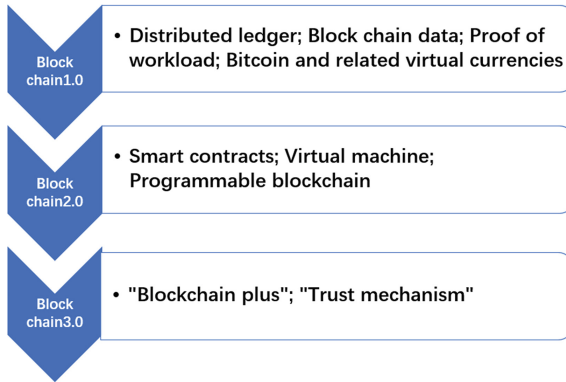 Block
chain1.0
• Distributed ledger; Block chain data; Proof of
workload; Bitcoin and related virtual currencies
Block
chain2.0
• Smart contracts; Virtual machine;
Programmable blockchain
Block
chain3.0
• "Blockchain plus"; "Trust mechanism"